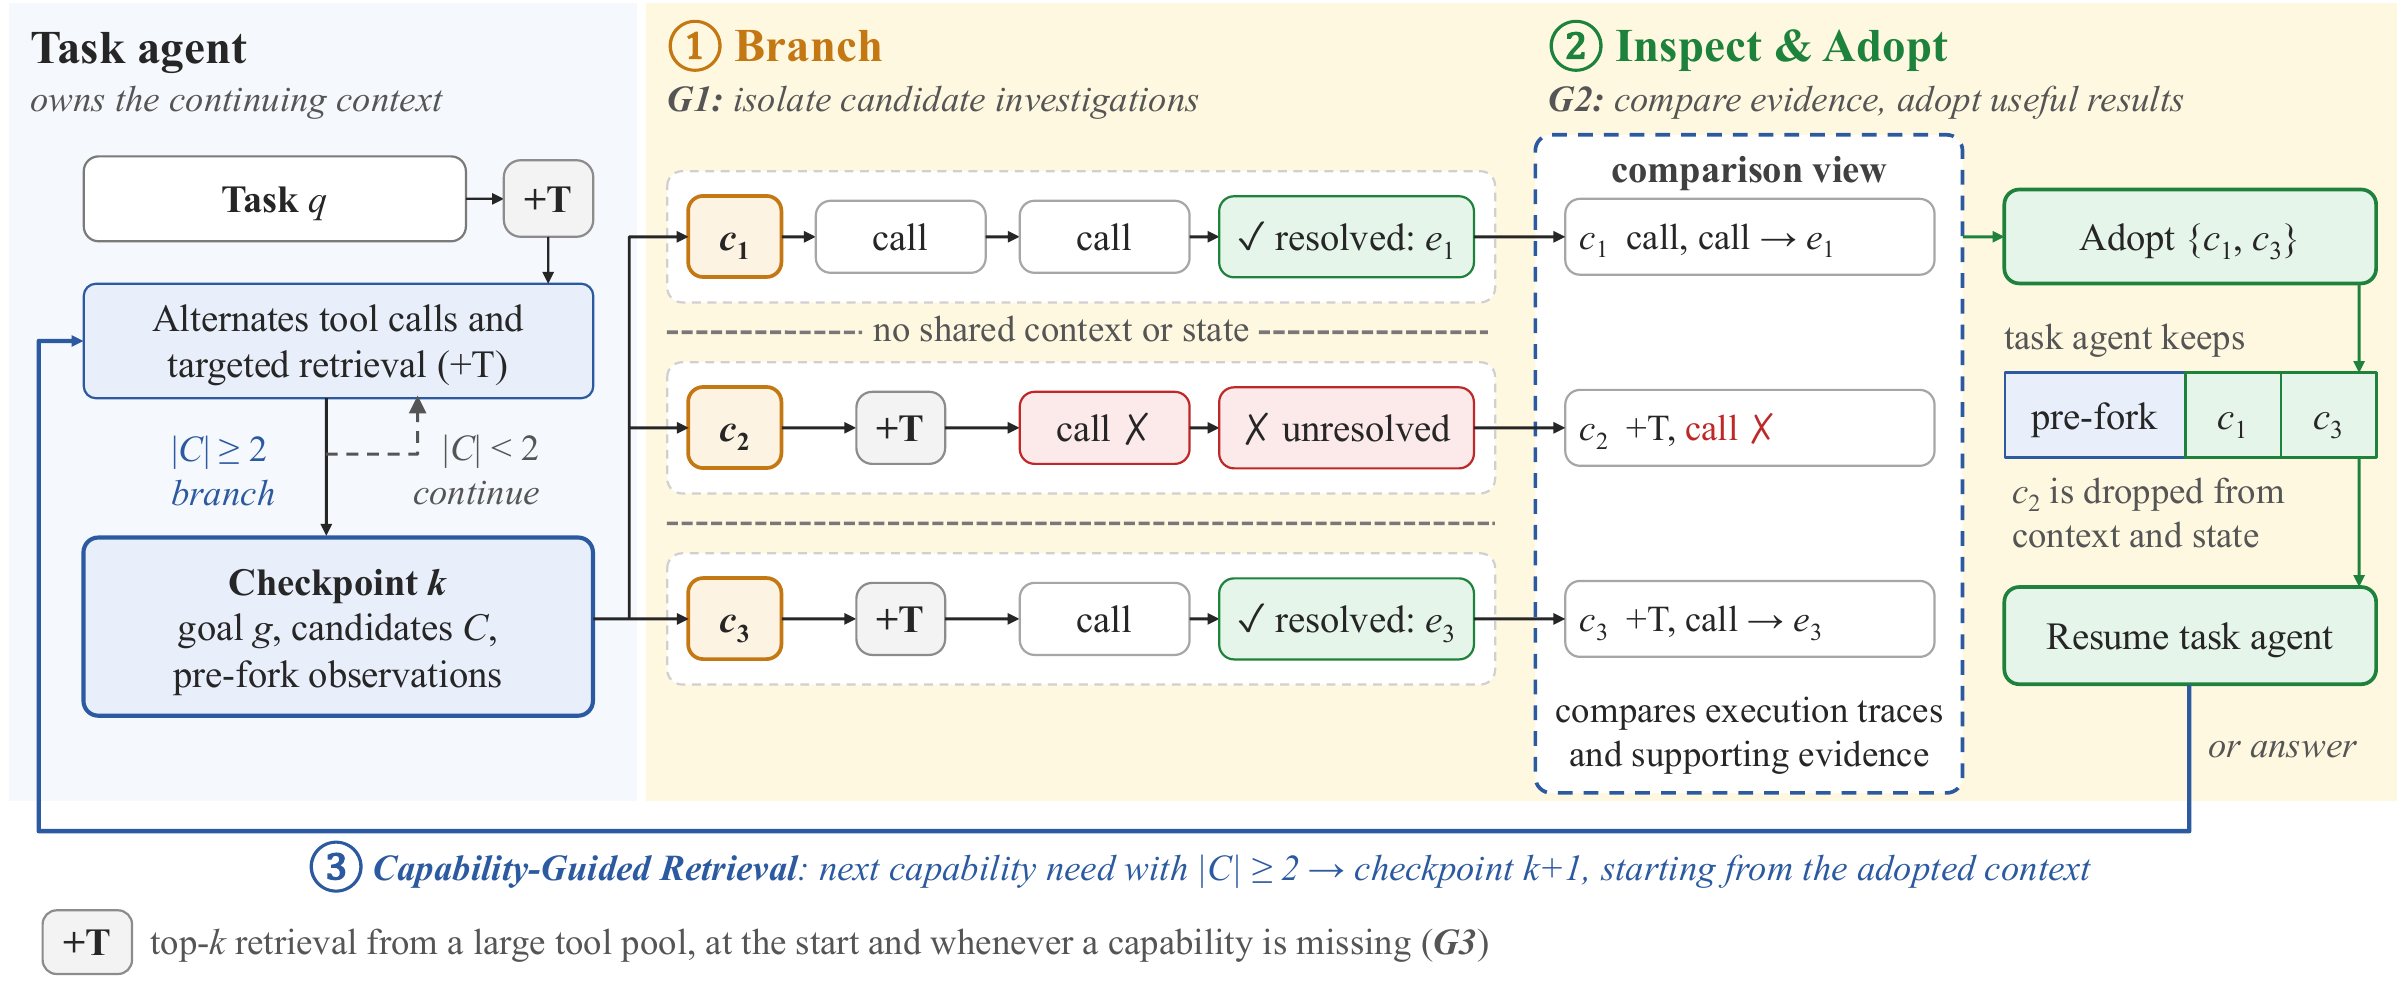 Task agent
owns the continuing context
Task q
+T
Alternates tool calls and
targeted retrieval (+T)
|C| ≥ 2
branch
|C| < 2
continue
Checkpoint k
goal g, candidates C,
pre-fork observations
① Branch
G1: isolate candidate investigations
c₁
call
call
✓ resolved: e₁
no shared context or state
c₂
+T
call ✗
✗ unresolved
c₃
+T
call
✓ resolved: e₃
② Inspect & Adopt
G2: compare evidence, adopt useful results
comparison view
c₁ call, call → e₁
c₂ +T, call ✗
c₃ +T, call → e₃
compares execution traces
and supporting evidence
Adopt {c₁, c₃}
task agent keeps
pre-fork
c₁
c₃
c₂ is dropped from
context and state
Resume task agent
or answer
③ Capability-Guided Retrieval: next capability need with |C| ≥ 2 → checkpoint k+1, starting from the adopted context
+T
top-k retrieval from a large tool pool, at the start and whenever a capability is missing (G3)